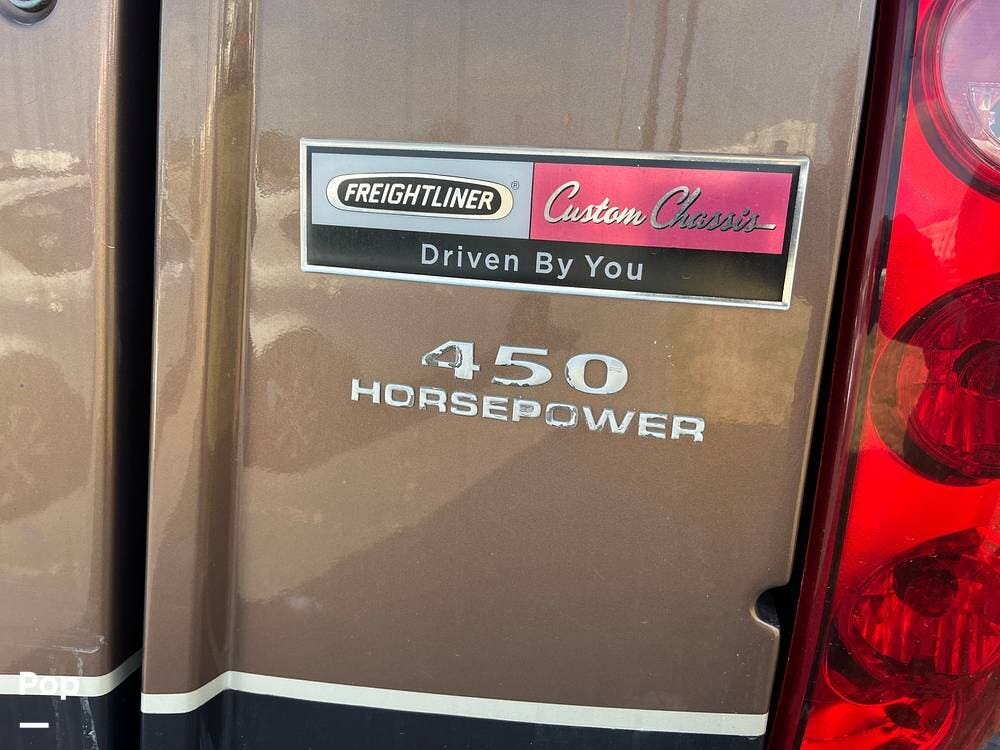 FREIGHTLINER®
Custom Chassis
Driven By You
450
HORSEPOWER
Pop